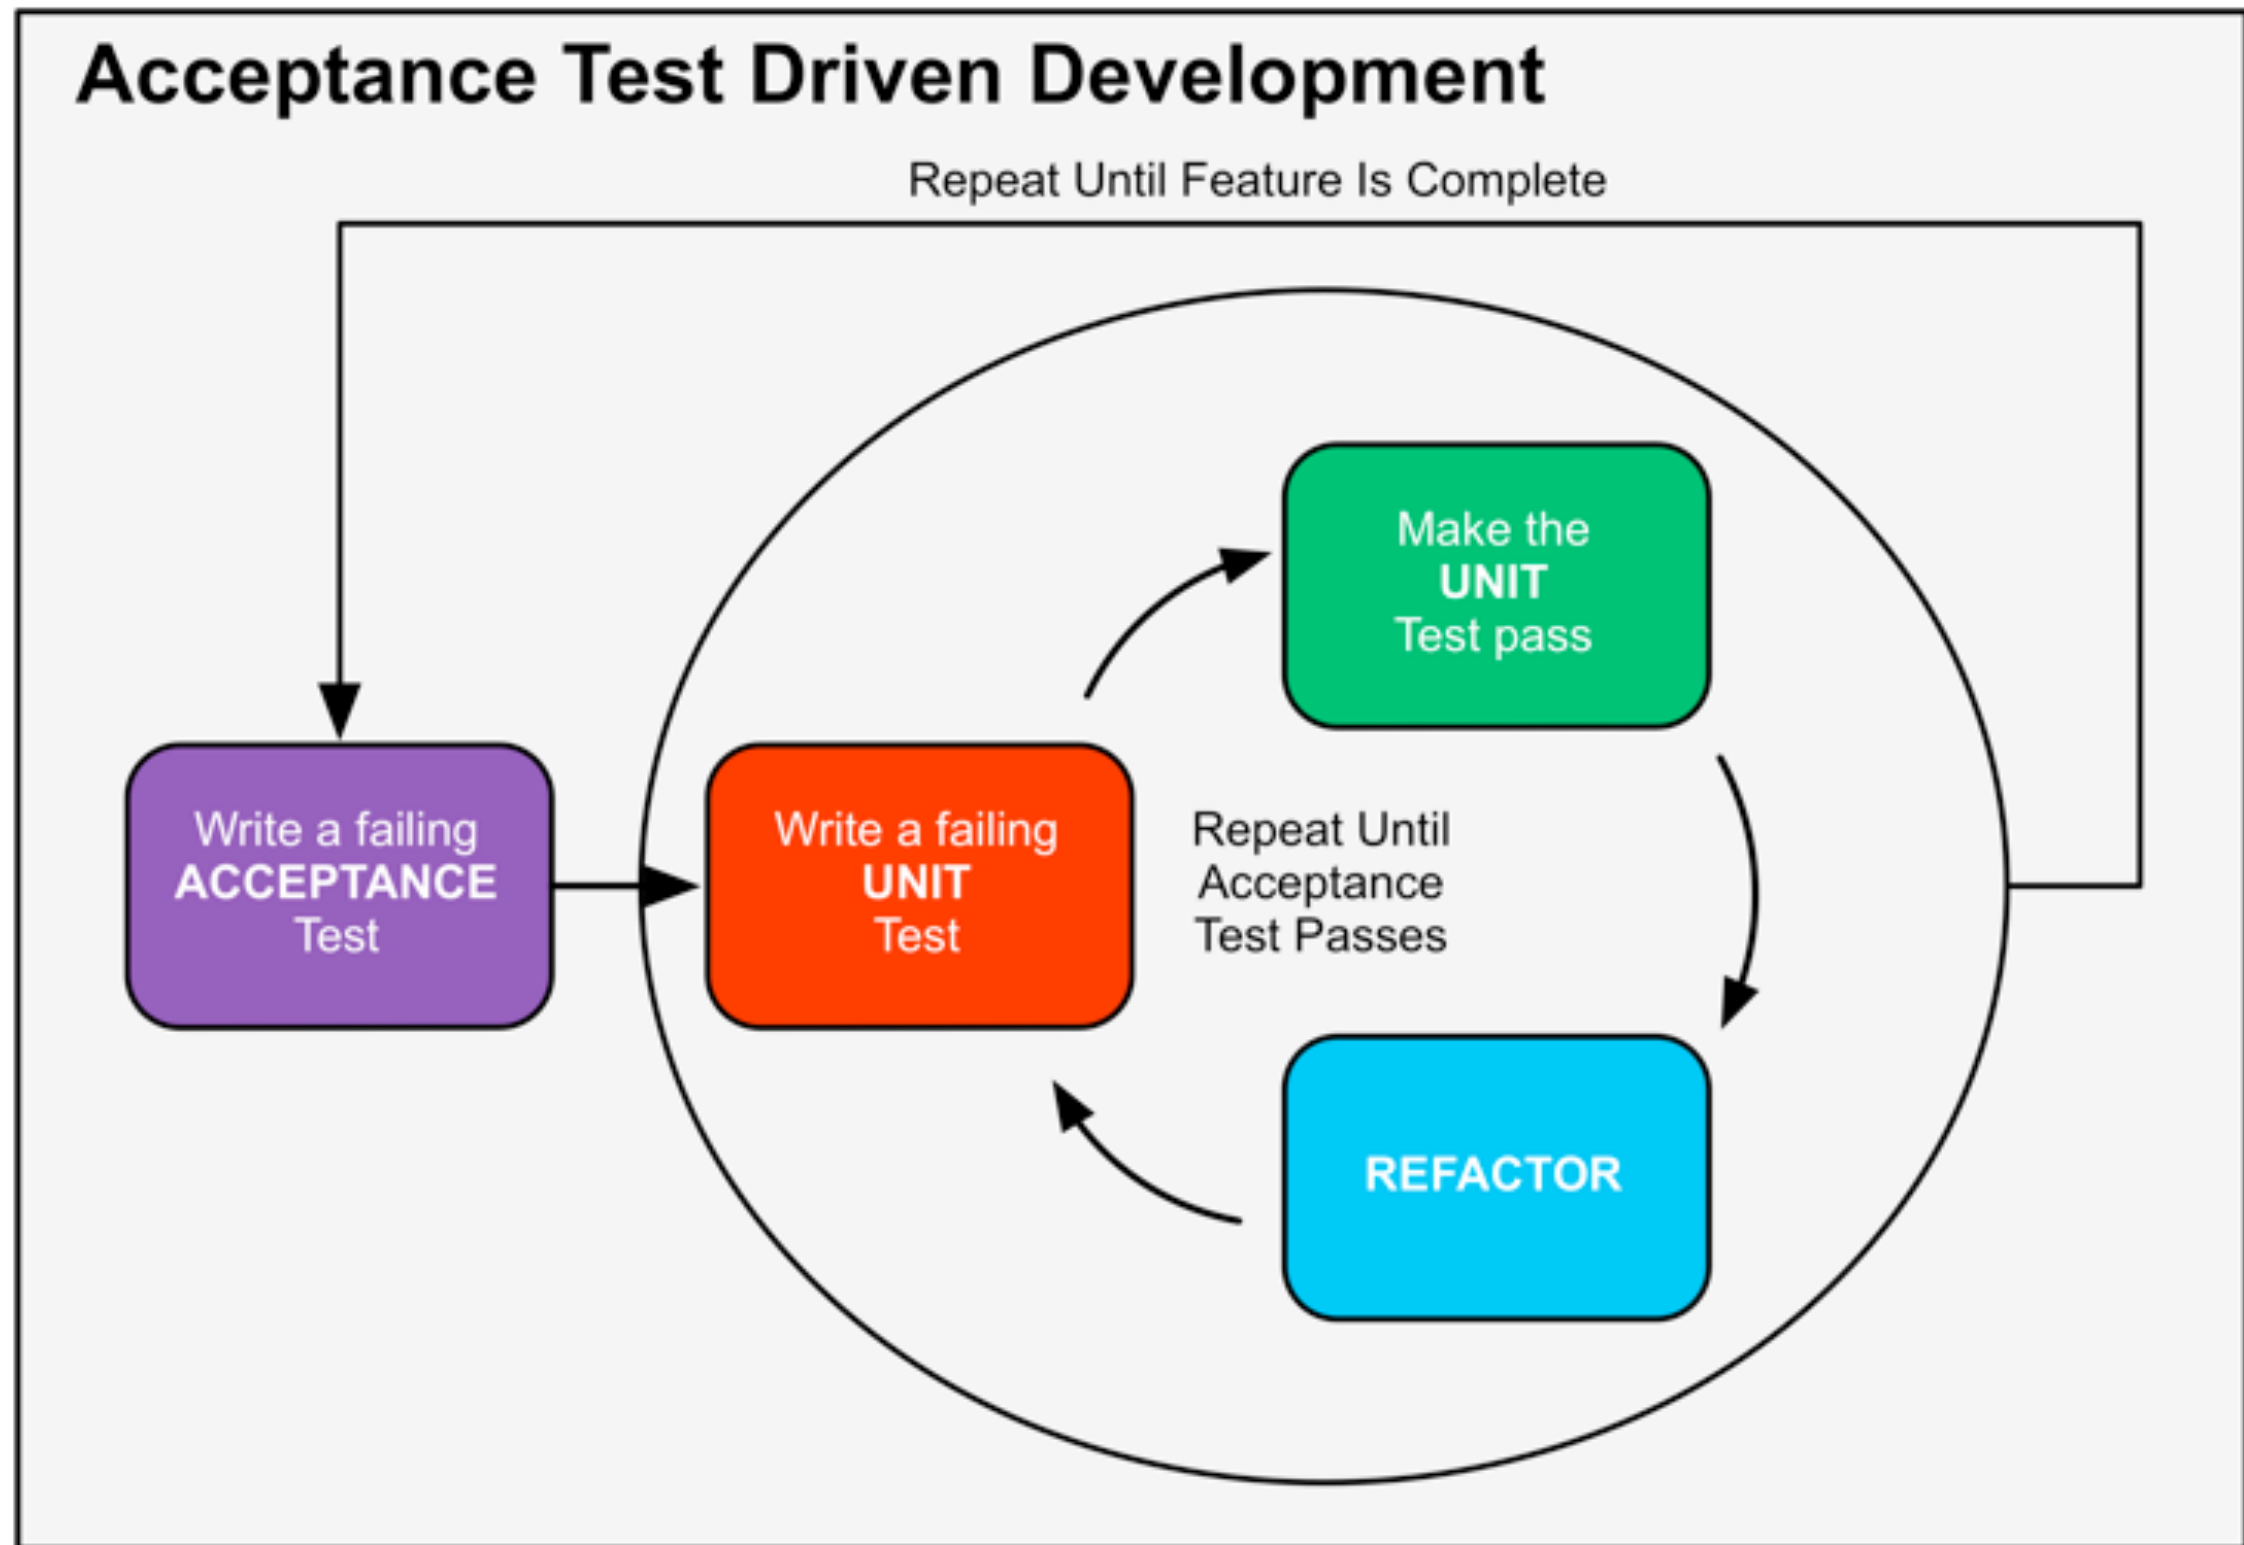 Acceptance Test Driven Development
Repeat Until Feature Is Complete
Make the
UNIT
Test pass
Write a failing
ACCEPTANCE
Test
Write a failing
UNIT
Test
Repeat Until
Acceptance
Test Passes
REFACTOR